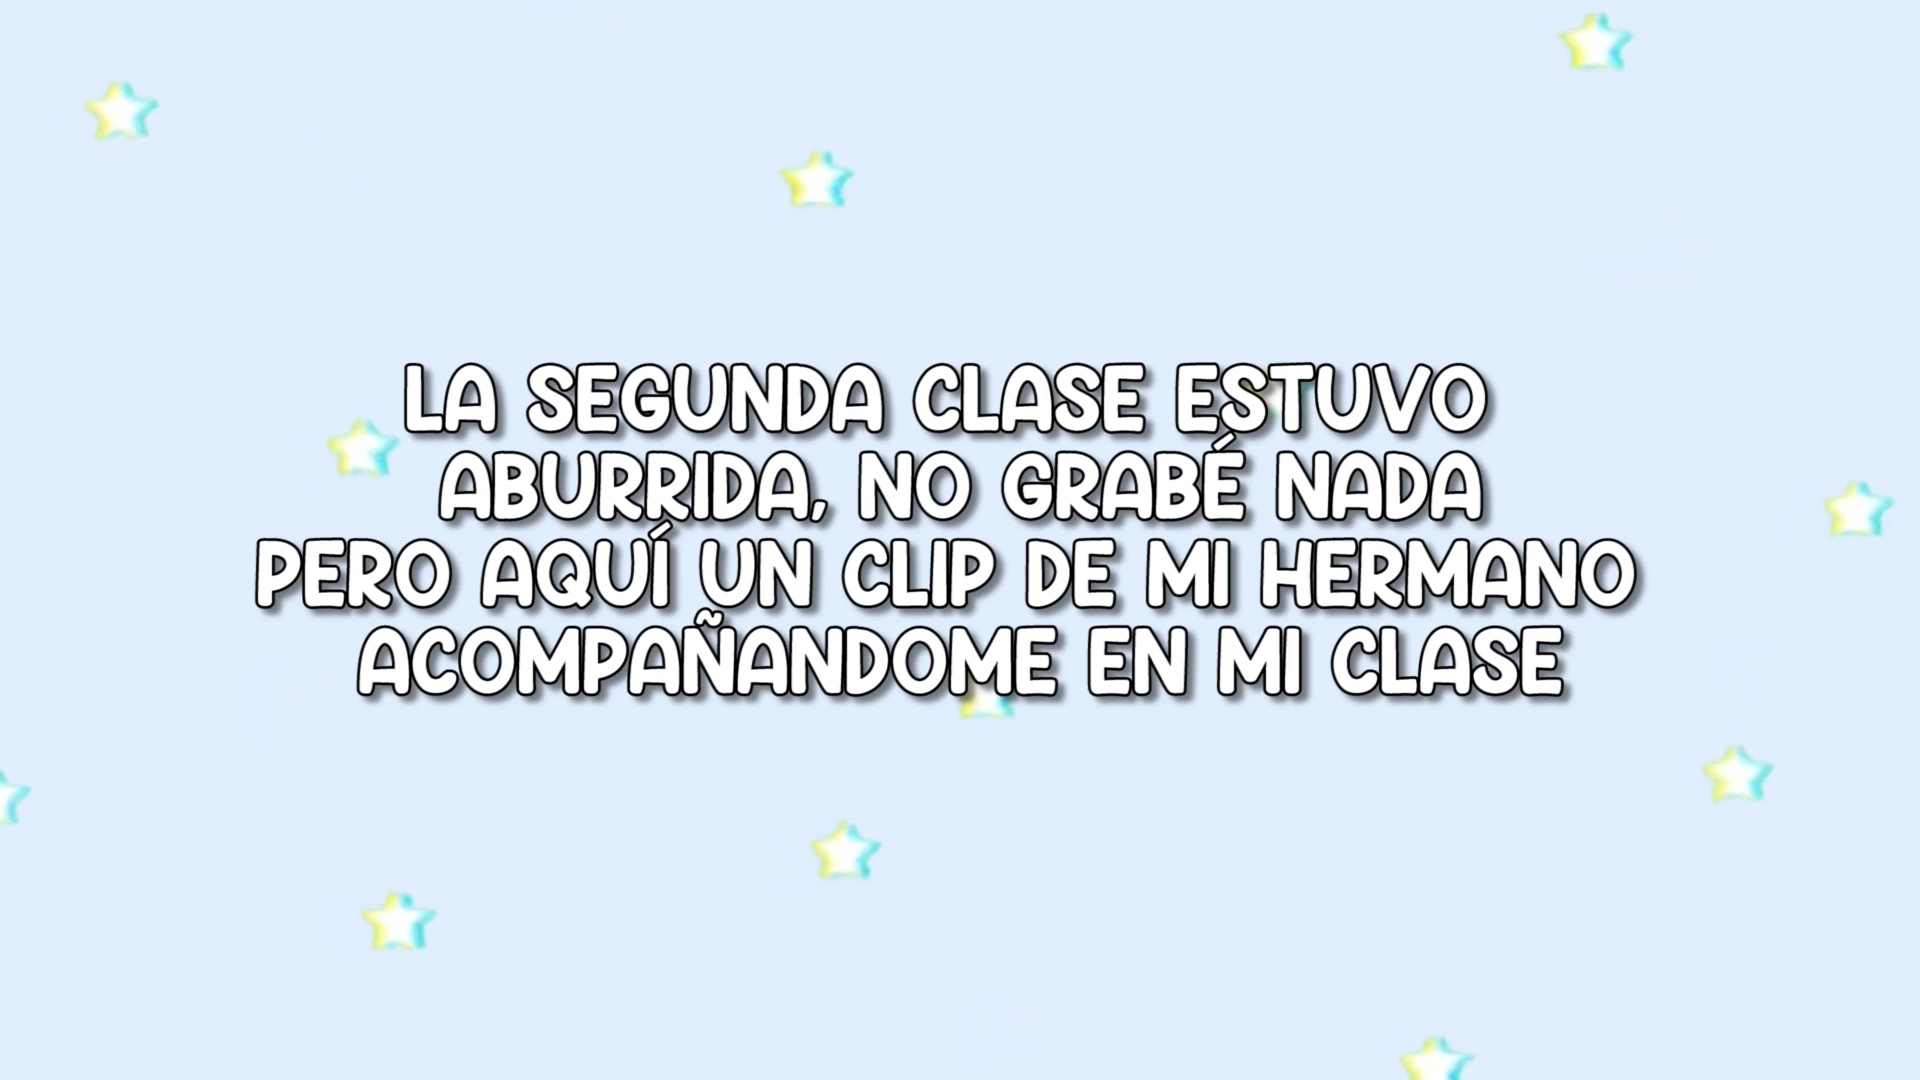 LA SEGUNDA CLASE ESTUVO
ABURRIDA, NO GRABÉ NADA
PERO AQUÍ UN CLIP DE MI HERMANO
ACOMPAÑANDOME EN MI CLASE